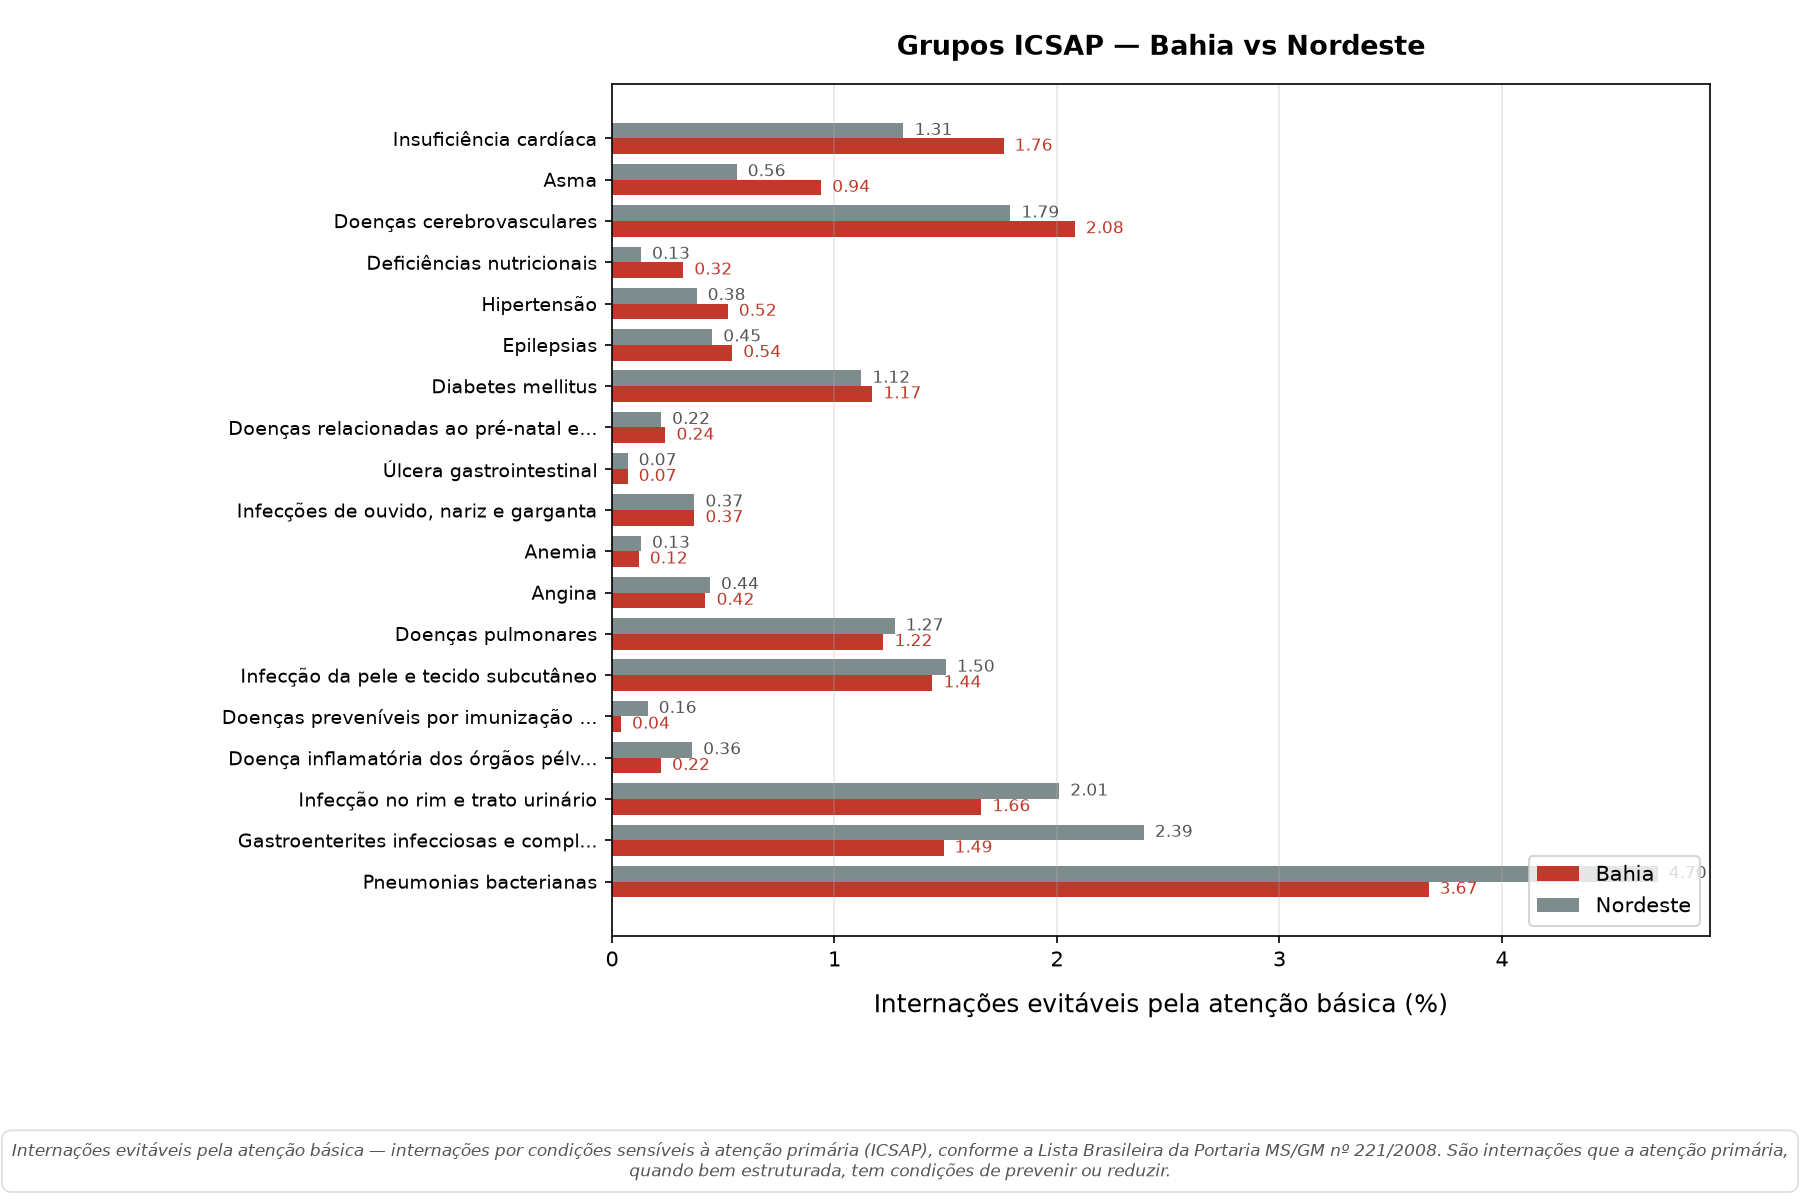 Grupos ICSAP — Bahia vs Nordeste
Insuficiência cardíaca
1.31
1.76
Asma
0.56
0.94
Doenças cerebrovasculares
1.79
2.08
Deficiências nutricionais
0.13
0.32
Hipertensão
0.38
0.52
Epilepsias
0.45
0.54
Diabetes mellitus
1.12
1.17
Doenças relacionadas ao pré-natal e...
0.22
0.24
Úlcera gastrointestinal
0.07
0.07
Infecções de ouvido, nariz e garganta
0.37
0.37
Anemia
0.13
0.12
Angina
0.44
0.42
Doenças pulmonares
1.27
1.22
Infecção da pele e tecido subcutâneo
1.50
1.44
Doenças preveníveis por imunização ...
0.16
0.04
Doença inflamatória dos órgãos pélv...
0.36
0.22
Infecção no rim e trato urinário
2.01
1.66
Gastroenterites infecciosas e compl...
2.39
1.49
Pneumonias bacterianas
4.70
3.67
Bahia
Nordeste
0 1 2 3 4
Internações evitáveis pela atenção básica (%)
Internações evitáveis pela atenção básica — internações por condições sensíveis à atenção primária (ICSAP), conforme a Lista Brasileira da Portaria MS/GM nº 221/2008. São internações que a atenção primária,
quando bem estruturada, tem condições de prevenir ou reduzir.